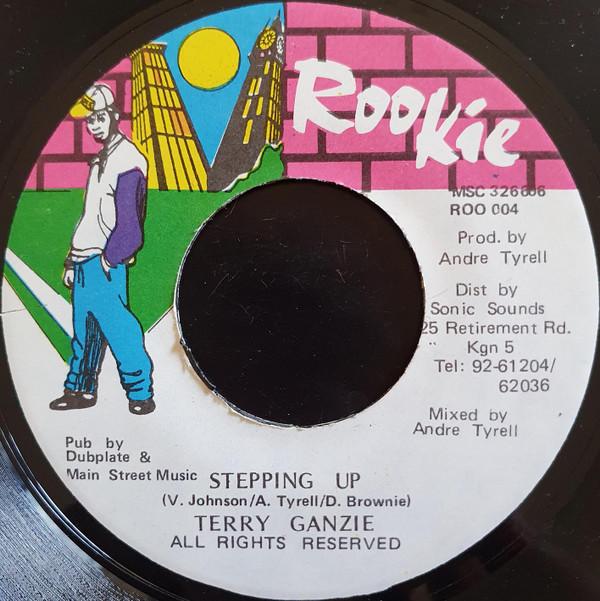 Rookie
MSC 326606
ROO 004
Prod. by
Andre Tyrell
Dist by
Sonic Sounds
25 Retirement Rd.
Kgn 5
Tel: 92-61204/
62036
Mixed by
Andre Tyrell
Pub by
Dubplate &
Main Street Music
STEPPING UP
(V. Johnson/A. Tyrell/D. Brownie)
TERRY GANZIE
ALL RIGHTS RESERVED